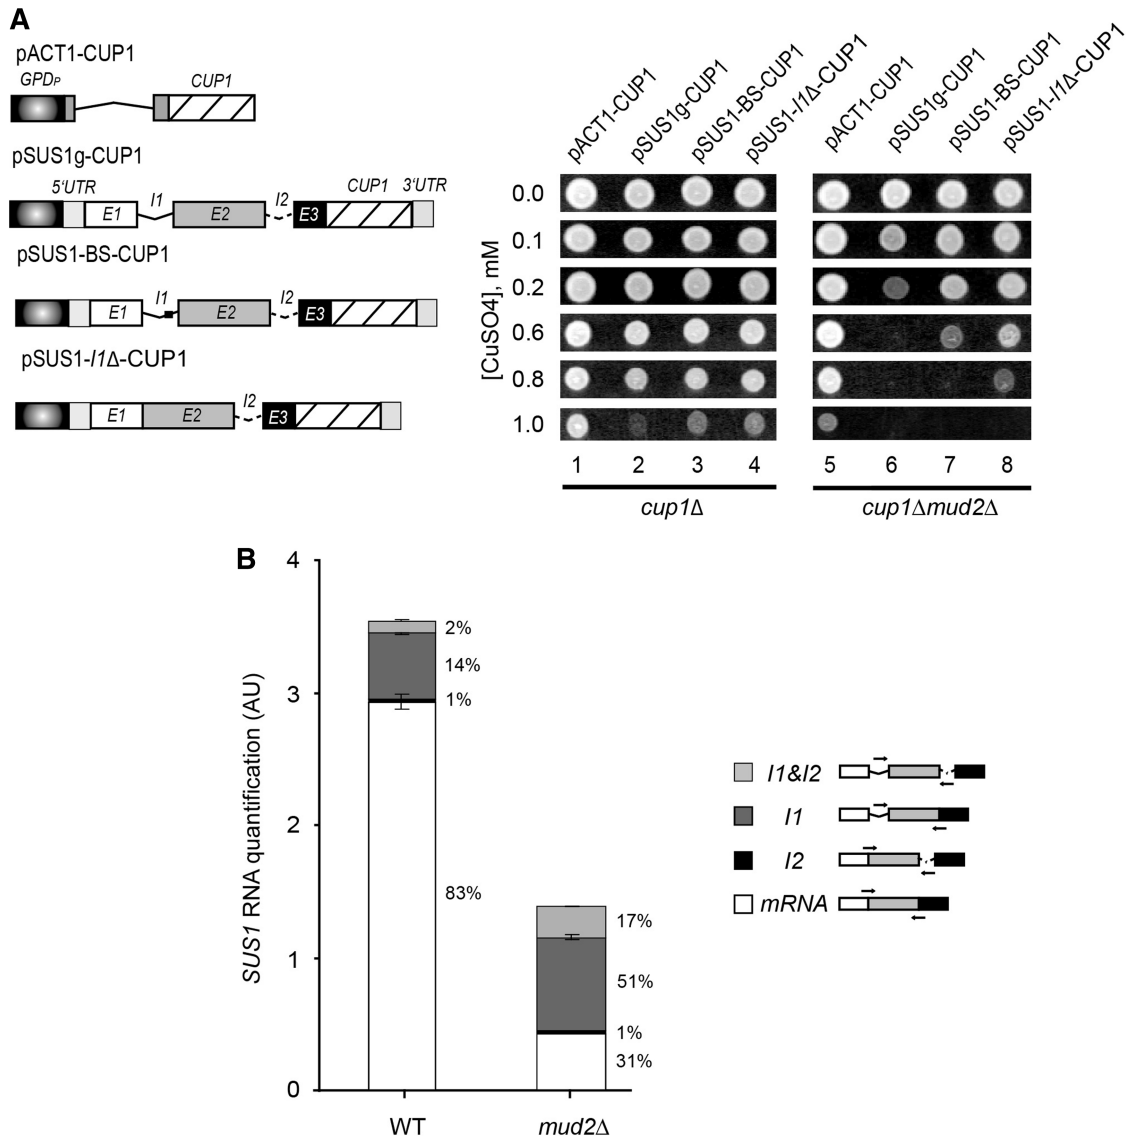 A
pACT1-CUP1
GPDP CUP1
pSUS1g-CUP1
5'UTR I1 I2 CUP1 3'UTR
E1 E2 E3
pSUS1-BS-CUP1
I1 I2
E1 E2 E3
pSUS1-I1Δ-CUP1
I2
E1 E2 E3
pACT1-CUP1 pSUS1g-CUP1 pSUS1-BS-CUP1 pSUS1-I1Δ-CUP1 pACT1-CUP1 pSUS1g-CUP1 pSUS1-BS-CUP1 pSUS1-I1Δ-CUP1
[CuSO4], mM
0.0
0.1
0.2
0.6
0.8
1.0
1 2 3 4 5 6 7 8
cup1Δ cup1Δmud2Δ
B
SUS1 RNA quantification (AU)
4
3
2
1
0
2%
14%
1%
83%
17%
51%
1%
31%
WT mud2Δ
I1&I2
I1
I2
mRNA